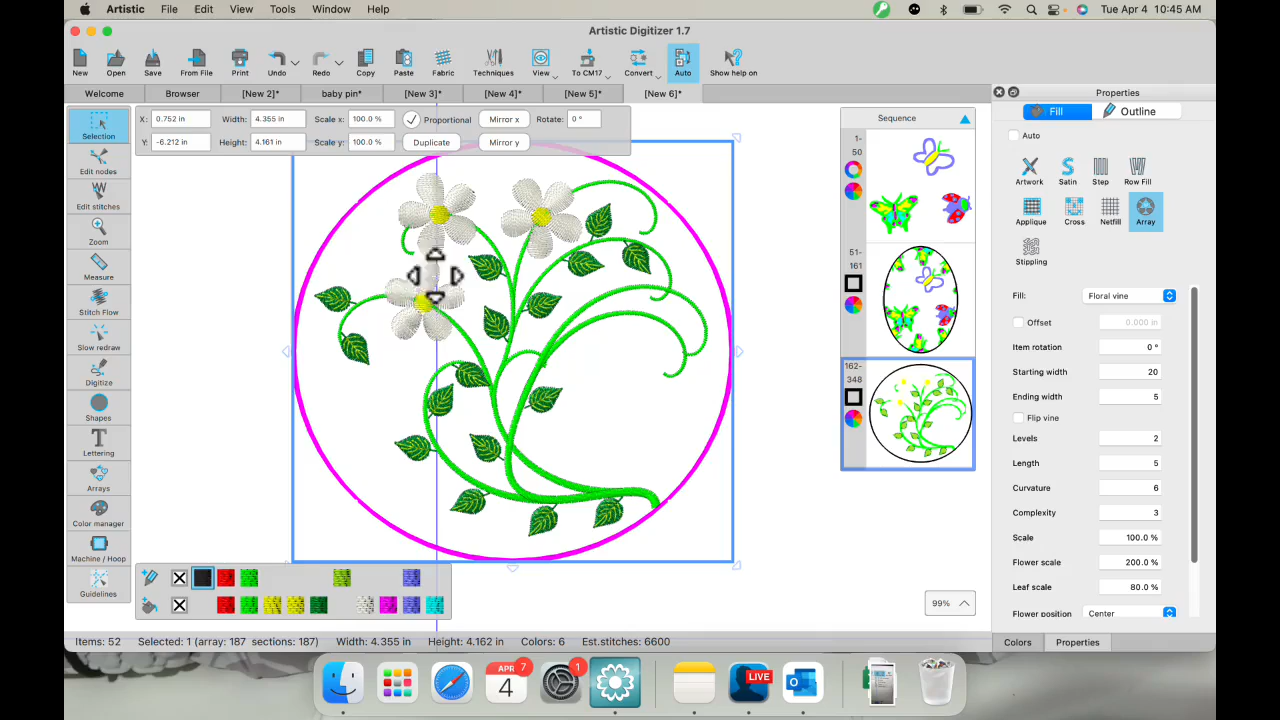 Artistic File Edit View Tools Window Help Tue Apr 4 10:45 AM
Artistic Digitizer 1.7
New Open Save From File Print Undo Redo Copy Paste Fabric Techniques View To CM17 Convert Auto Show help on
Welcome Browser [New 2]* baby pin* [New 3]* [New 4]* [New 5]* [New 6]*
Properties
X: 0.752 in Width: 4.355 in Scale x: 100.0 % Proportional Mirror x Rotate: 0 °
Y: -6.212 in Height: 4.161 in Scale y: 100.0 % Duplicate Mirror y
Selection
Edit nodes
Edit stitches
Zoom
Measure
Stitch Flow
Slow redraw
Digitize
Shapes
Lettering
Arrays
Color manager
Machine / Hoop
Guidelines
Sequence
1-
50
51-
161
162-
348
99%
Fill Outline
Auto
Artwork Satin Step Row Fill
Applique Cross Netfill Array
Stippling
Fill: Floral vine
Offset 0.000 in
Item rotation 0 °
Starting width 20
Ending width 5
Flip vine
Levels 2
Length 5
Curvature 6
Complexity 3
Scale 100.0 %
Flower scale 200.0 %
Leaf scale 80.0 %
Flower position Center
Colors Properties
Items: 52 Selected: 1 (array: 187 sections: 187) Width: 4.355 in Height: 4.162 in Colors: 6 Est.stitches: 6600
APR 7
4
1
LIVE